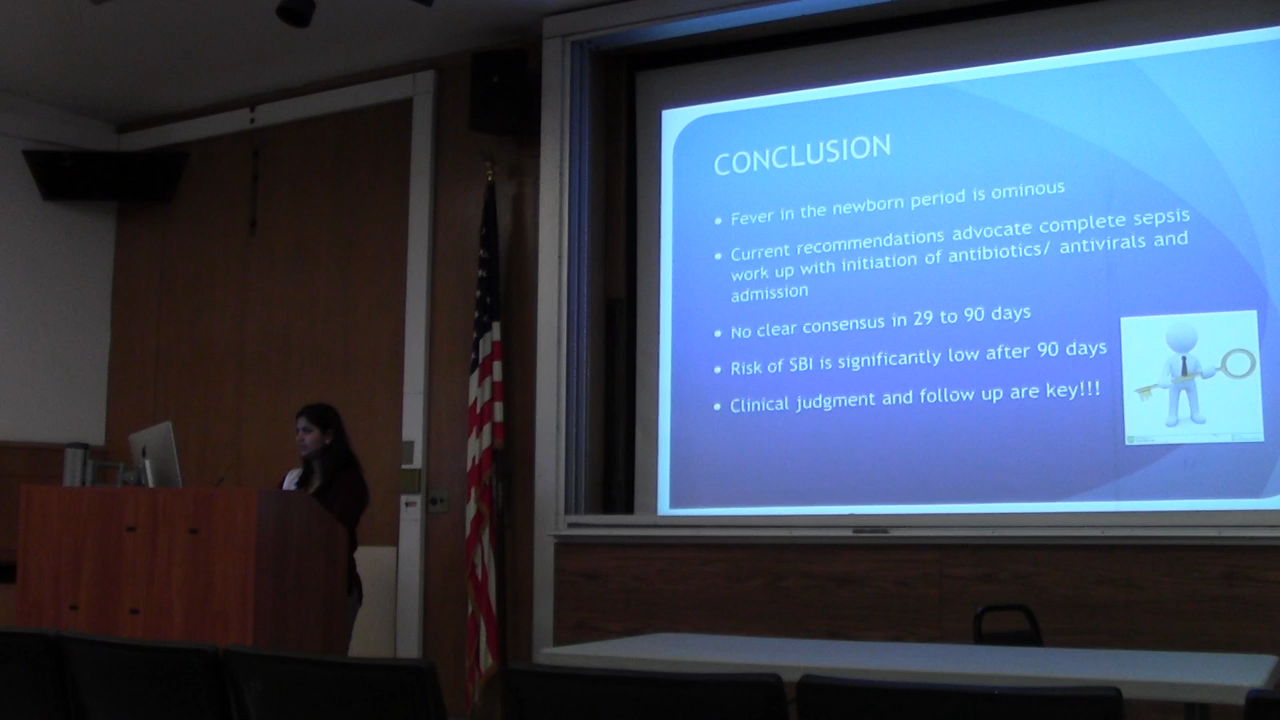 CONCLUSION
Fever in the newborn period is ominous
Current recommendations advocate complete sepsis
work up with initiation of antibiotics/ antivirals and
admission
No clear consensus in 29 to 90 days
Risk of SBI is significantly low after 90 days
Clinical judgment and follow up are key!!!